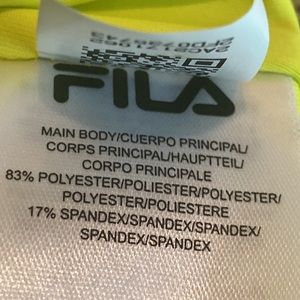 FILA
MAIN BODY/CUERPO PRINCIPAL/
CORPS PRINCIPAL/HAUPTTEIL/
CORPO PRINCIPALE
83% POLYESTER/POLIESTER/POLYESTER/
POLYESTER/POLIESTERE
17% SPANDEX/SPANDEX/SPANDEX/
SPANDEX/SPANDEX